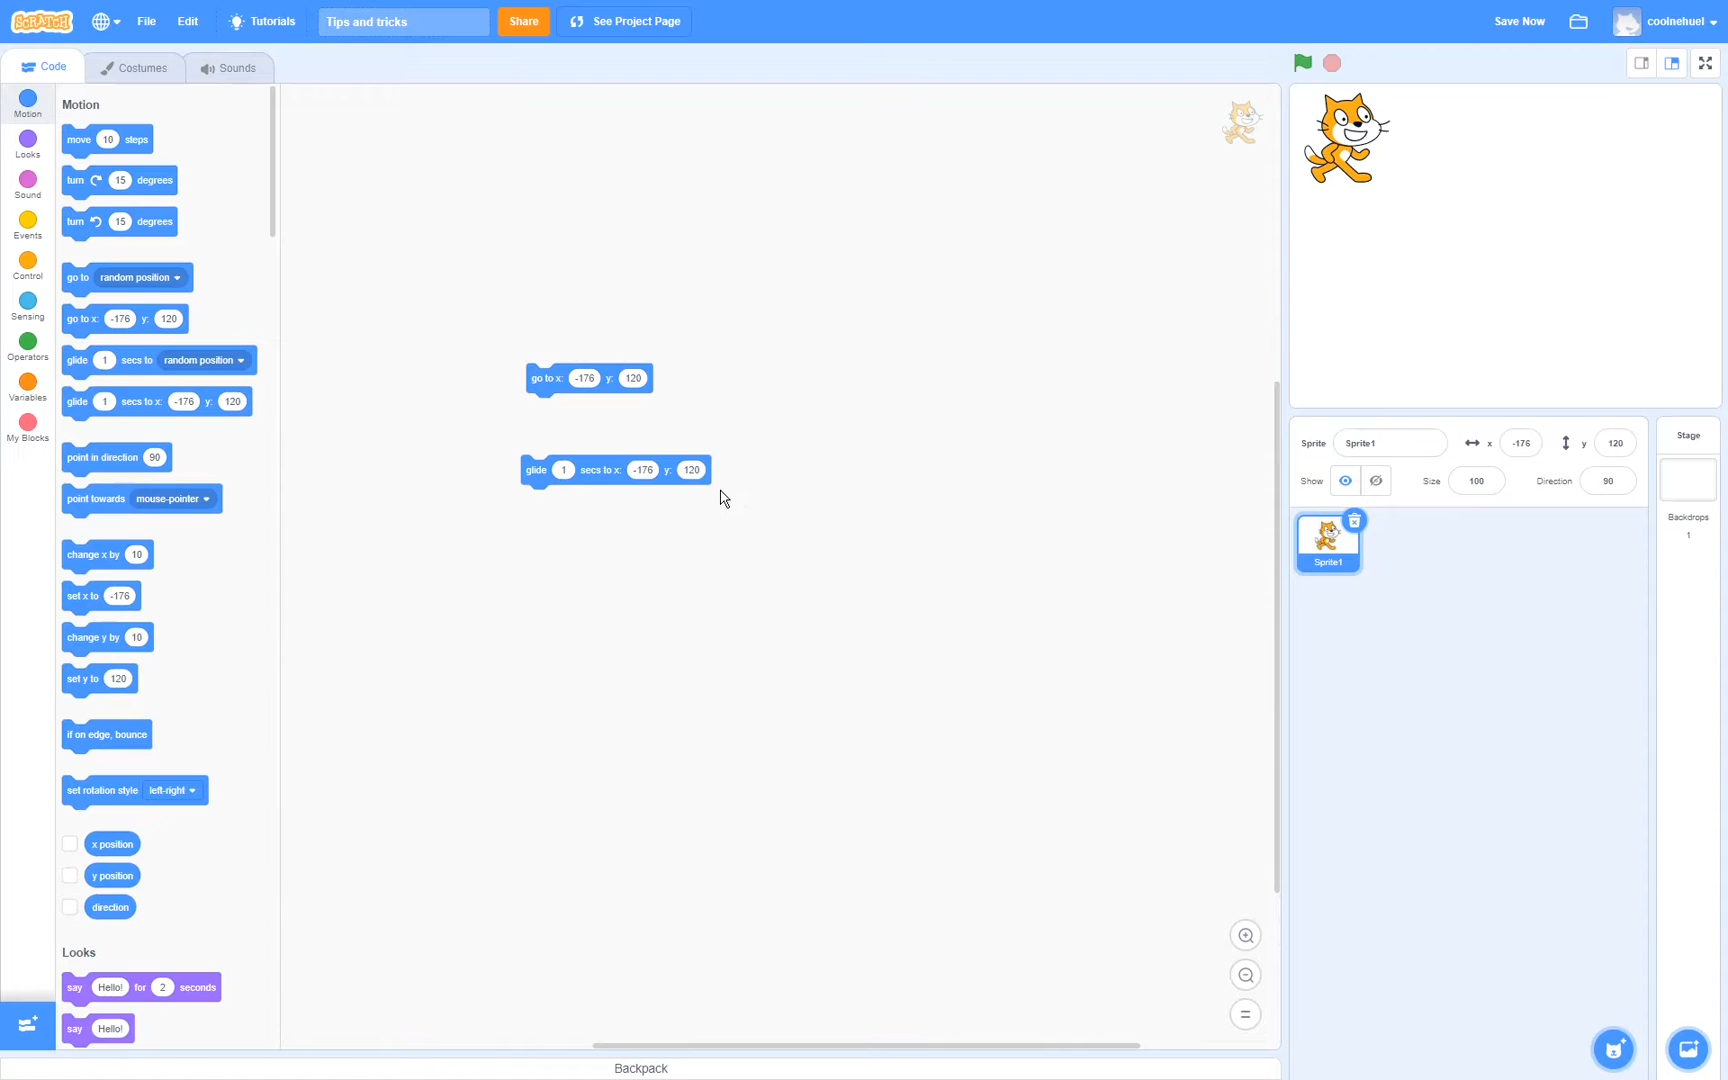 SCRATCH File Edit Tutorials Tips and tricks Share See Project Page Save Now coolnehuel
Code Costumes Sounds
Motion
Looks
Sound
Events
Control
Sensing
Operators
Variables
My Blocks
Motion
move 10 steps
turn 15 degrees
turn 15 degrees
go to random position
go to x: -176 y: 120
glide 1 secs to random position
glide 1 secs to x: -176 y: 120
point in direction 90
point towards mouse-pointer
change x by 10
set x to -176
change y by 10
set y to 120
if on edge, bounce
set rotation style left-right
x position
y position
direction
Looks
say Hello! for 2 seconds
say Hello!
go to x: -176 y: 120
glide 1 secs to x: -176 y: 120
Backpack
Sprite Sprite1 x -176 y 120
Show Size 100 Direction 90
Sprite1
Stage
Backdrops
1